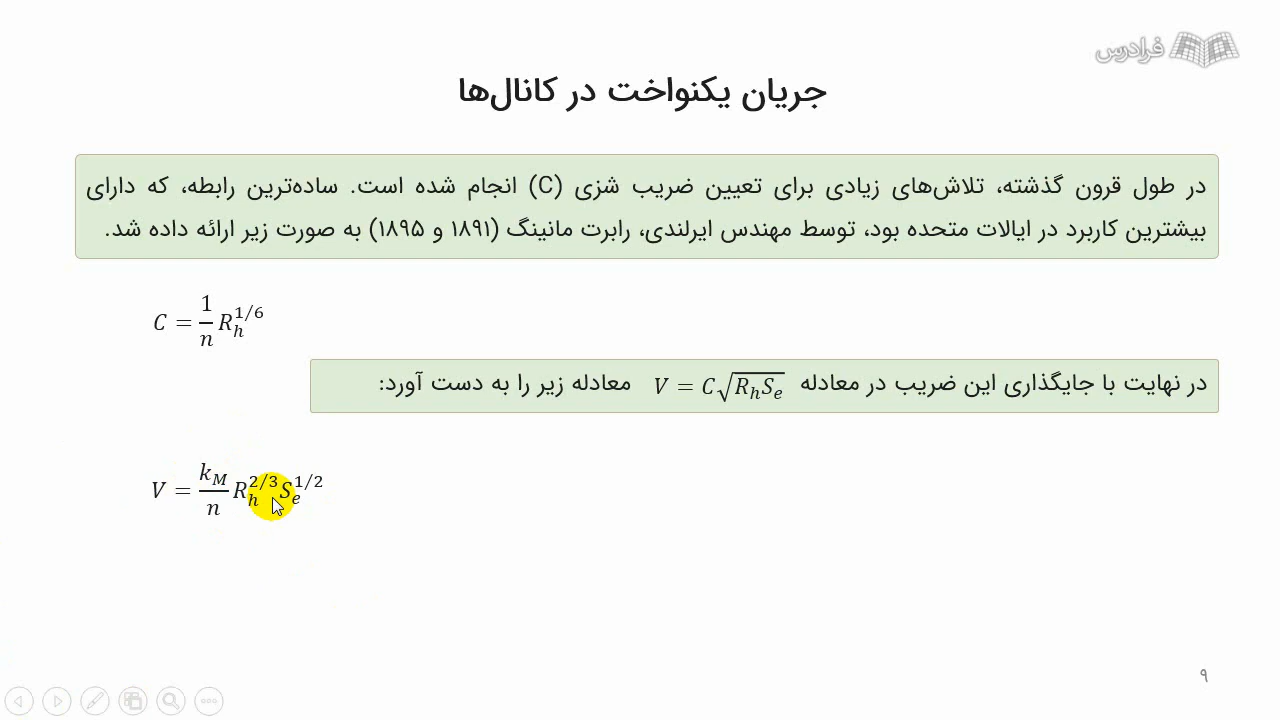 فرادرس
جریان یکنواخت در کانال‌ها
در طول قرون گذشته، تلاش‌های زیادی برای تعیین ضریب شزی (C) انجام شده است. ساده‌ترین رابطه، که دارای
بیشترین کاربرد در ایالات متحده بود، توسط مهندس ایرلندی، رابرت مانینگ (۱۸۹۱ و ۱۸۹۵) به صورت زیر ارائه داده شد.
C = 1/n R_h^{1/6}
در نهایت با جایگذاری این ضریب در معادله V = C√(R_h S_e) معادله زیر را به دست آورد:
V = k_M/n R_h^{2/3} S_e^{1/2}
۹